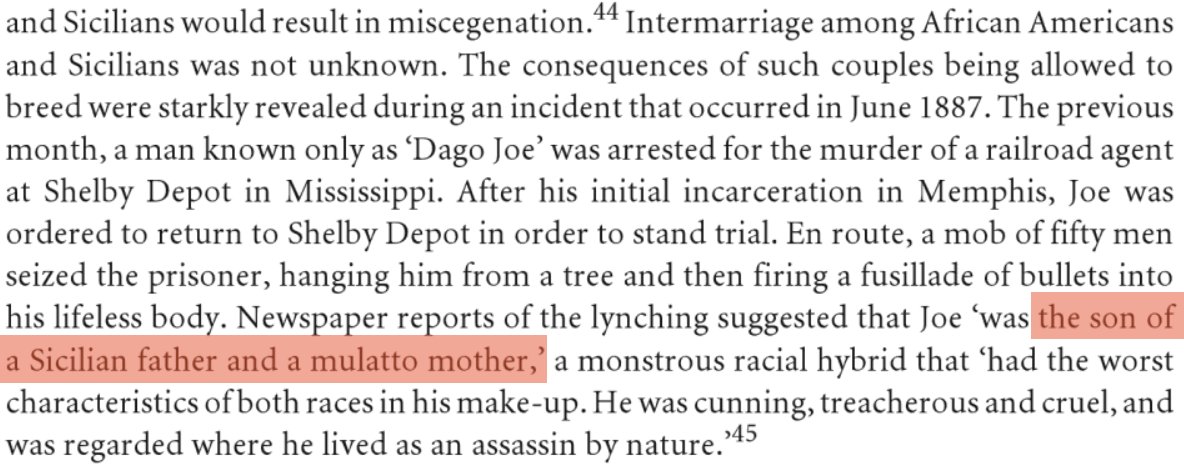 and Sicilians would result in miscegenation.44 Intermarriage among African Americans
and Sicilians was not unknown. The consequences of such couples being allowed to
breed were starkly revealed during an incident that occurred in June 1887. The previous
month, a man known only as ‘Dago Joe’ was arrested for the murder of a railroad agent
at Shelby Depot in Mississippi. After his initial incarceration in Memphis, Joe was
ordered to return to Shelby Depot in order to stand trial. En route, a mob of fifty men
seized the prisoner, hanging him from a tree and then firing a fusillade of bullets into
his lifeless body. Newspaper reports of the lynching suggested that Joe ‘was the son of
a Sicilian father and a mulatto mother,’ a monstrous racial hybrid that ‘had the worst
characteristics of both races in his make-up. He was cunning, treacherous and cruel, and
was regarded where he lived as an assassin by nature.’45